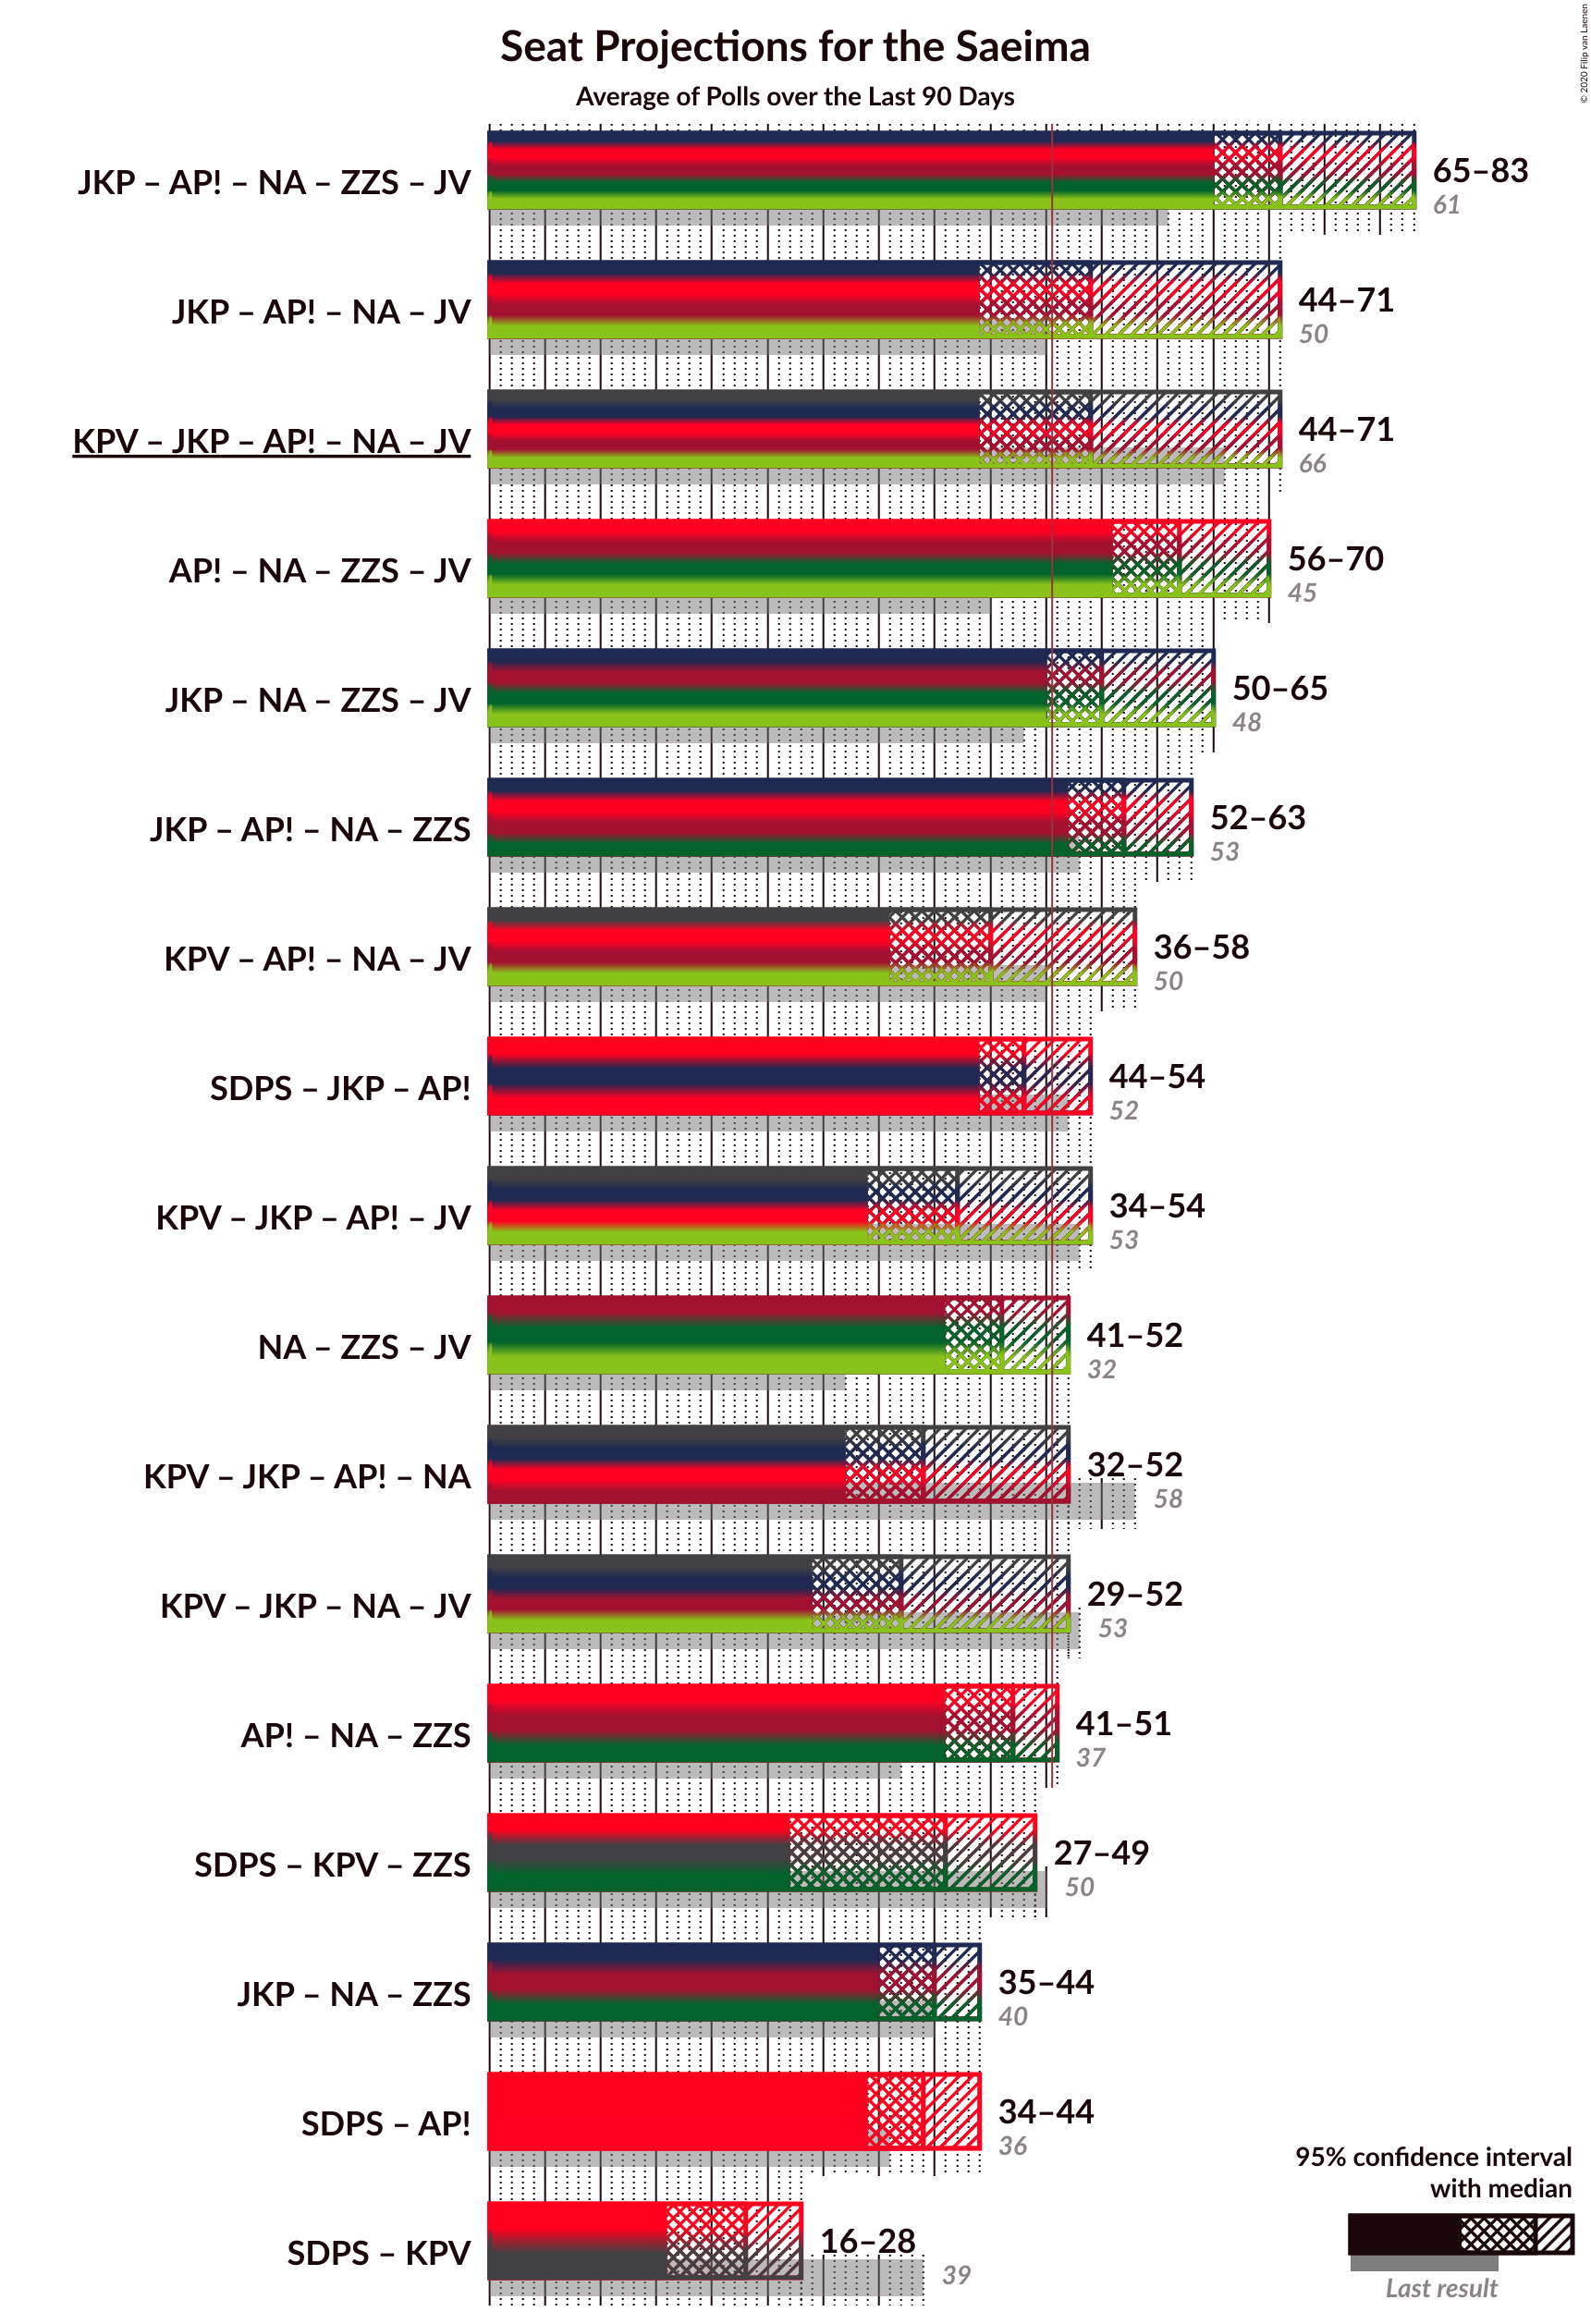 Seat Projections for the Saeima
Average of Polls over the Last 90 Days
© 2020 Filip van Laenen
JKP – AP! – NA – ZZS – JV
65–83
61
JKP – AP! – NA – JV
44–71
50
KPV – JKP – AP! – NA – JV
44–71
66
AP! – NA – ZZS – JV
56–70
45
JKP – NA – ZZS – JV
50–65
48
JKP – AP! – NA – ZZS
52–63
53
KPV – AP! – NA – JV
36–58
50
SDPS – JKP – AP!
44–54
52
KPV – JKP – AP! – JV
34–54
53
NA – ZZS – JV
41–52
32
KPV – JKP – AP! – NA
32–52
58
KPV – JKP – NA – JV
29–52
53
AP! – NA – ZZS
41–51
37
SDPS – KPV – ZZS
27–49
50
JKP – NA – ZZS
35–44
40
SDPS – AP!
34–44
36
SDPS – KPV
16–28
39
95% confidence interval
with median
Last result